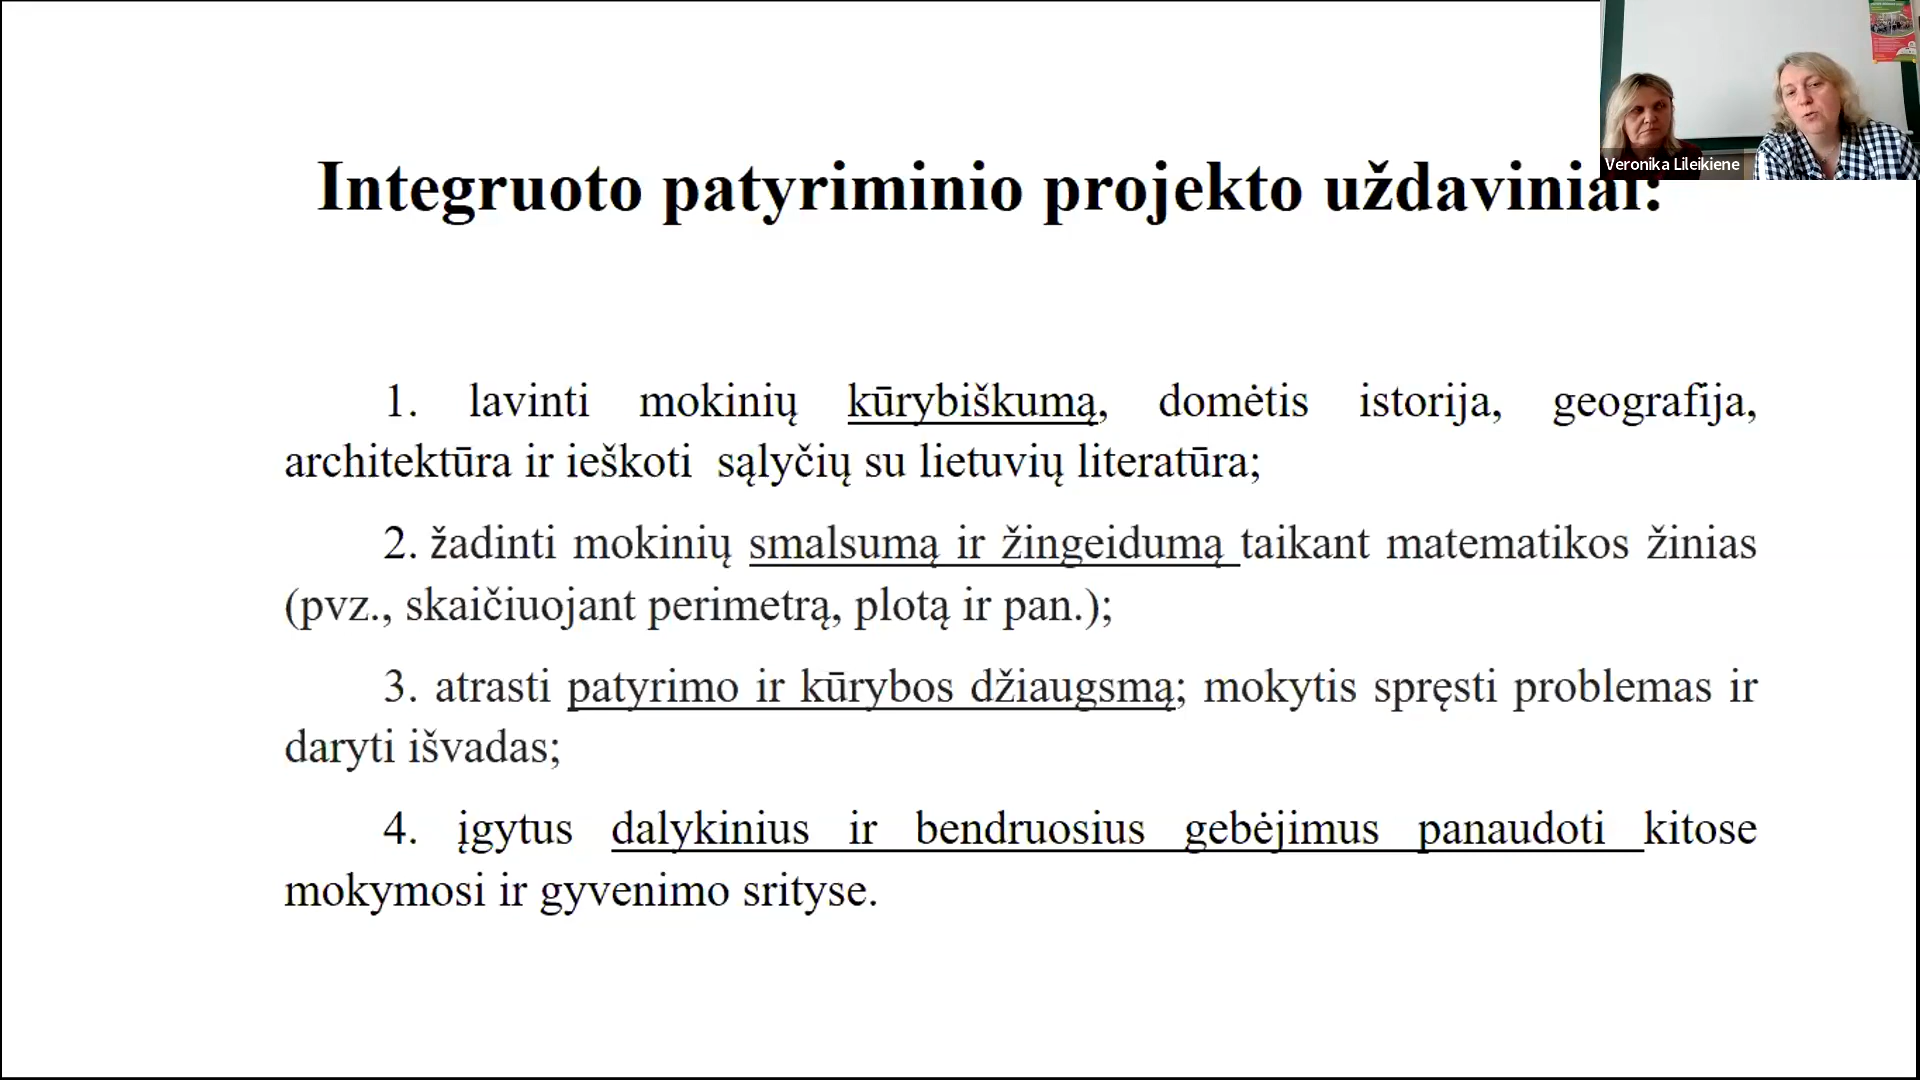 Integruoto patyriminio projekto uždaviniai:
Veronika Lileikiene
1. lavinti mokinių kūrybiškumą, domėtis istorija, geografija,
architektūra ir ieškoti sąlyčių su lietuvių literatūra;
2. žadinti mokinių smalsumą ir žingeidumą taikant matematikos žinias
(pvz., skaičiuojant perimetrą, plotą ir pan.);
3. atrasti patyrimo ir kūrybos džiaugsmą; mokytis spręsti problemas ir
daryti išvadas;
4. įgytus dalykinius ir bendruosius gebėjimus panaudoti kitose
mokymosi ir gyvenimo srityse.